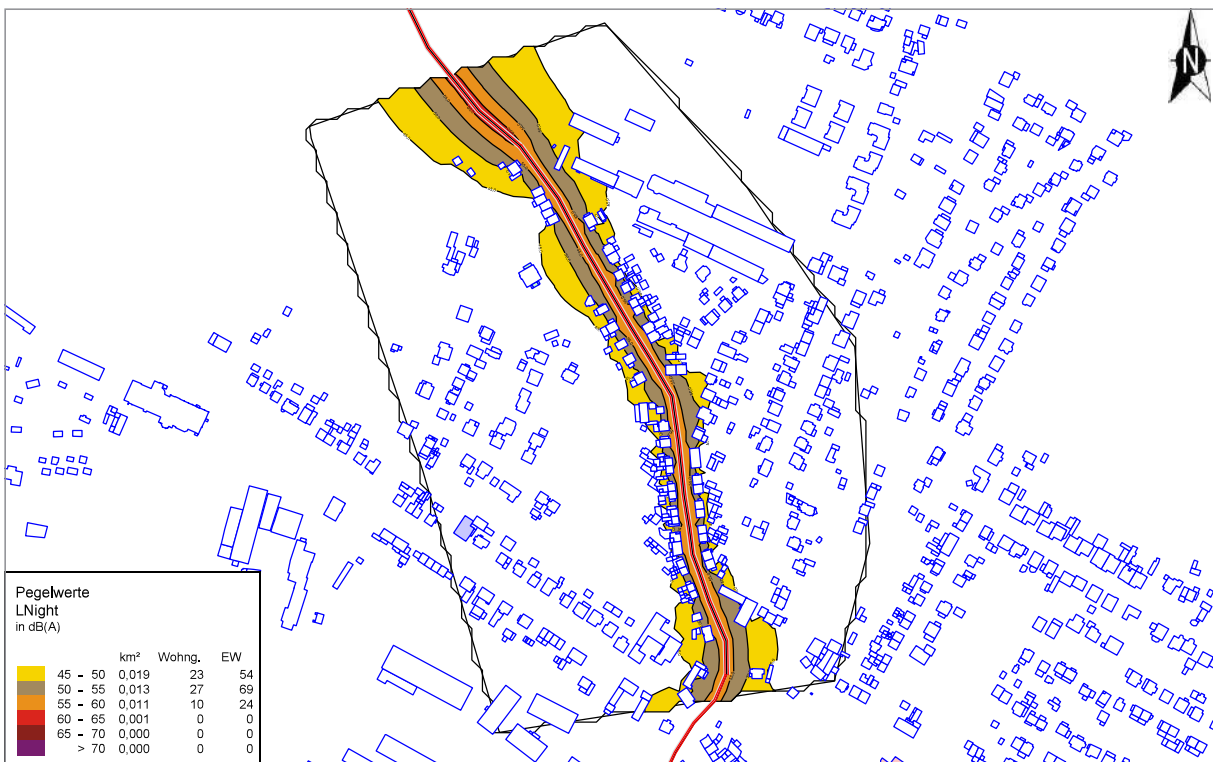 N
Pegelwerte
LNight
in dB(A)
km² Wohng. EW
45 - 50 0,019 23 54
50 - 55 0,013 27 69
55 - 60 0,011 10 24
60 - 65 0,001 0 0
65 - 70 0,000 0 0
> 70 0,000 0 0